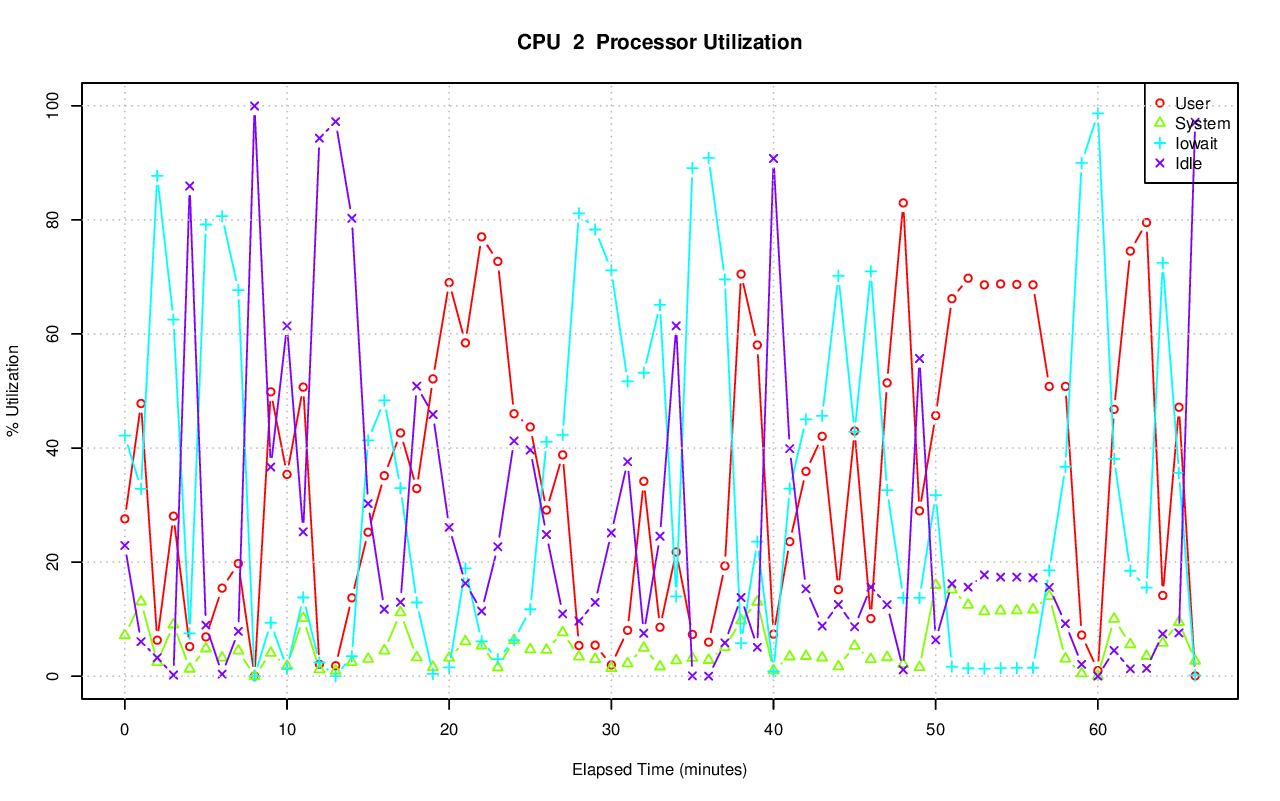 CPU 2 Processor Utilization
% Utilization
100
80
60
40
20
0
User
System
Iowait
Idle
0 10 20 30 40 50 60
Elapsed Time (minutes)